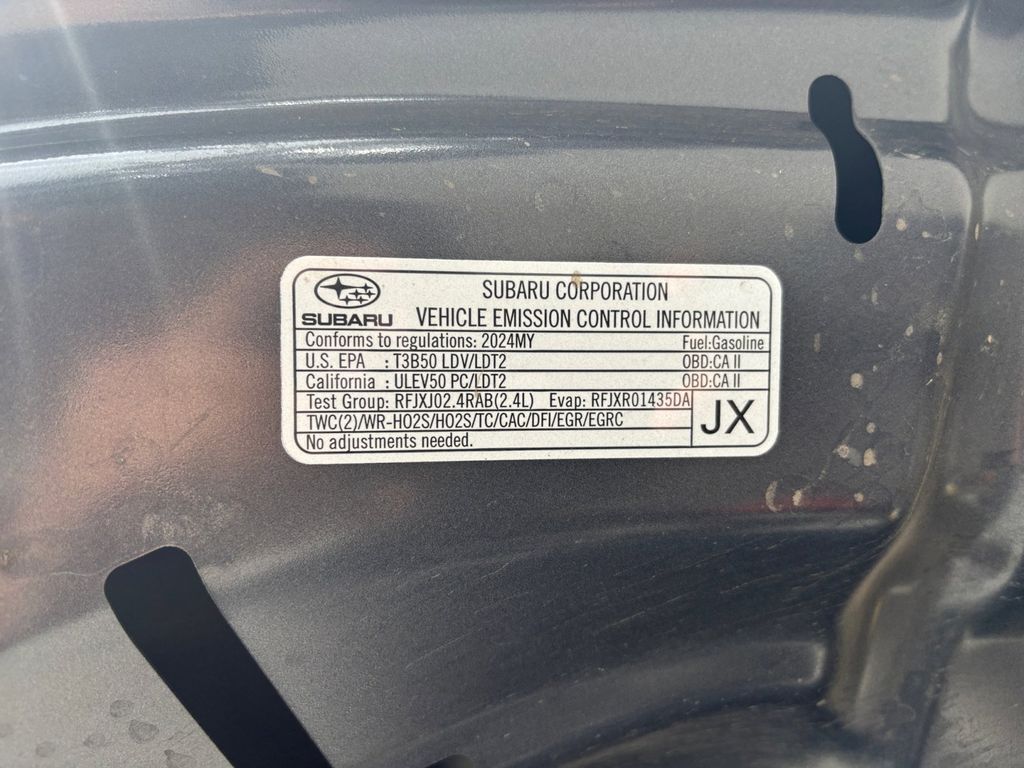 SUBARU CORPORATION
SUBARU VEHICLE EMISSION CONTROL INFORMATION
Conforms to regulations: 2024MY Fuel:Gasoline
U.S. EPA : T3B50 LDV/LDT2 OBD:CA II
California : ULEV50 PC/LDT2 OBD:CA II
Test Group: RFJXJ02.4RAB(2.4L) Evap: RFJXR01435DA
TWC(2)/WR-HO2S/HO2S/TC/CAC/DFI/EGR/EGRC
JX
No adjustments needed.